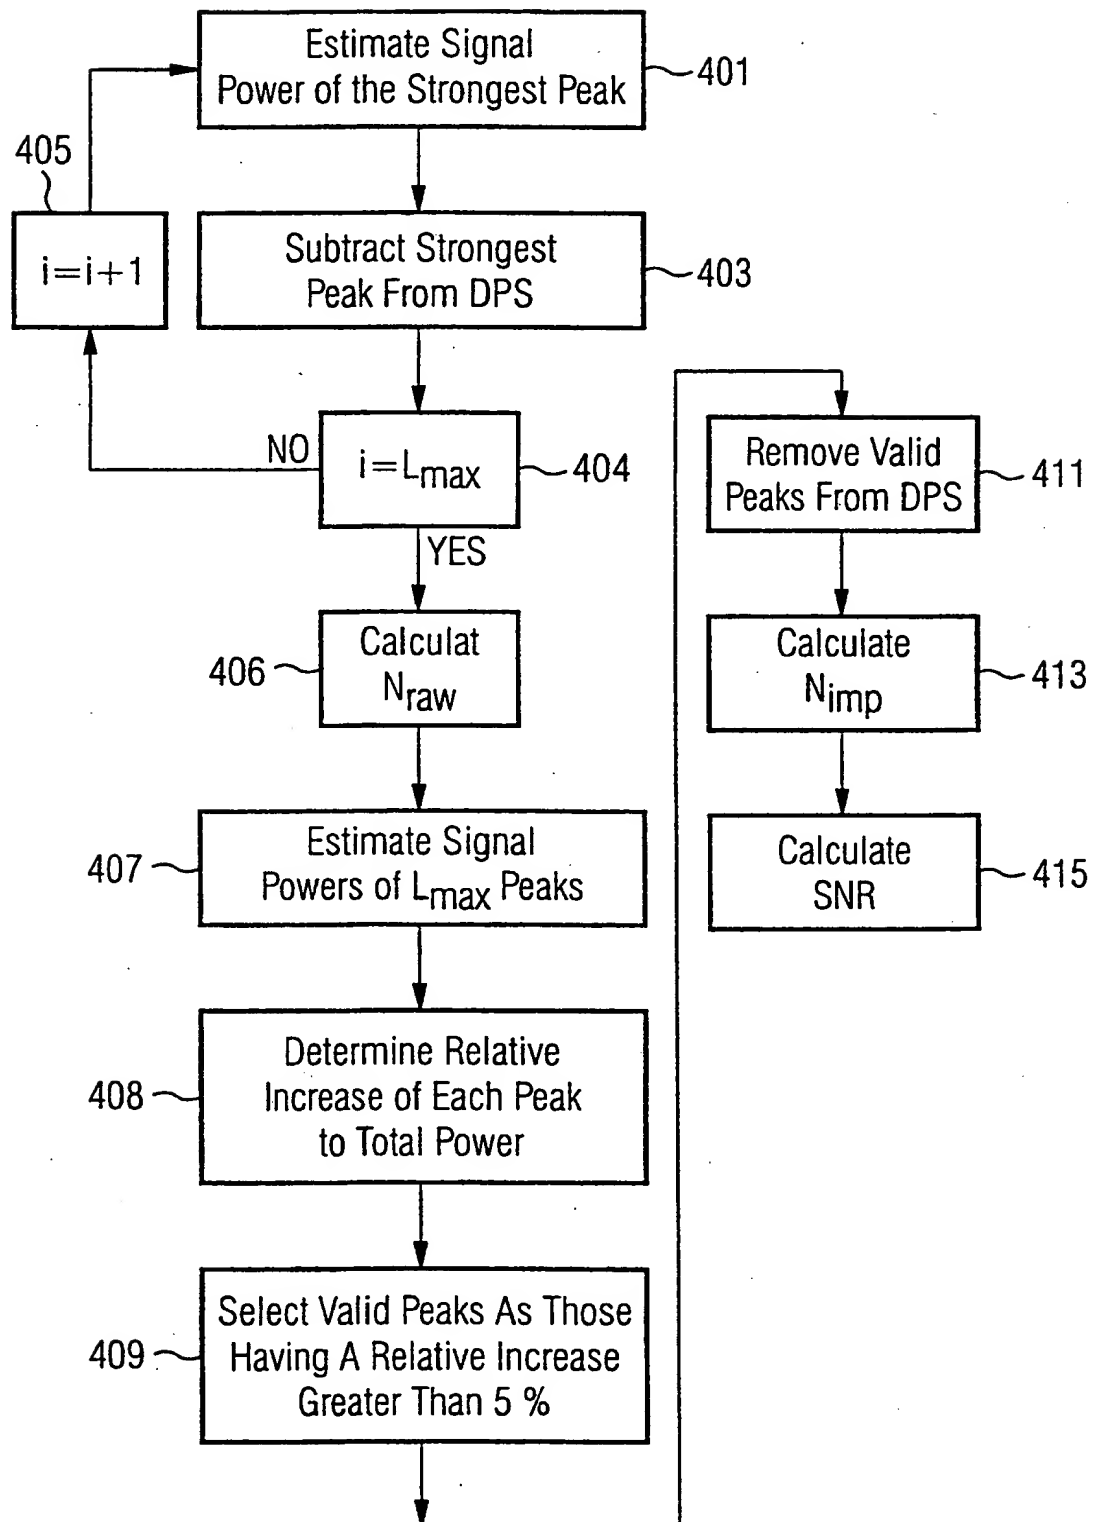 Estimate Signal
Power of the Strongest Peak
401
405
i=i+1
Subtract Strongest
Peak From DPS
403
NO
i=Lmax
404
YES
406
Calculat
Nraw
407
Estimate Signal
Powers of Lmax Peaks
408
Determine Relative
Increase of Each Peak
to Total Power
409
Select Valid Peaks As Those
Having A Relative Increase
Greater Than 5 %
Remove Valid
Peaks From DPS
411
Calculate
Nimp
413
Calculate
SNR
415